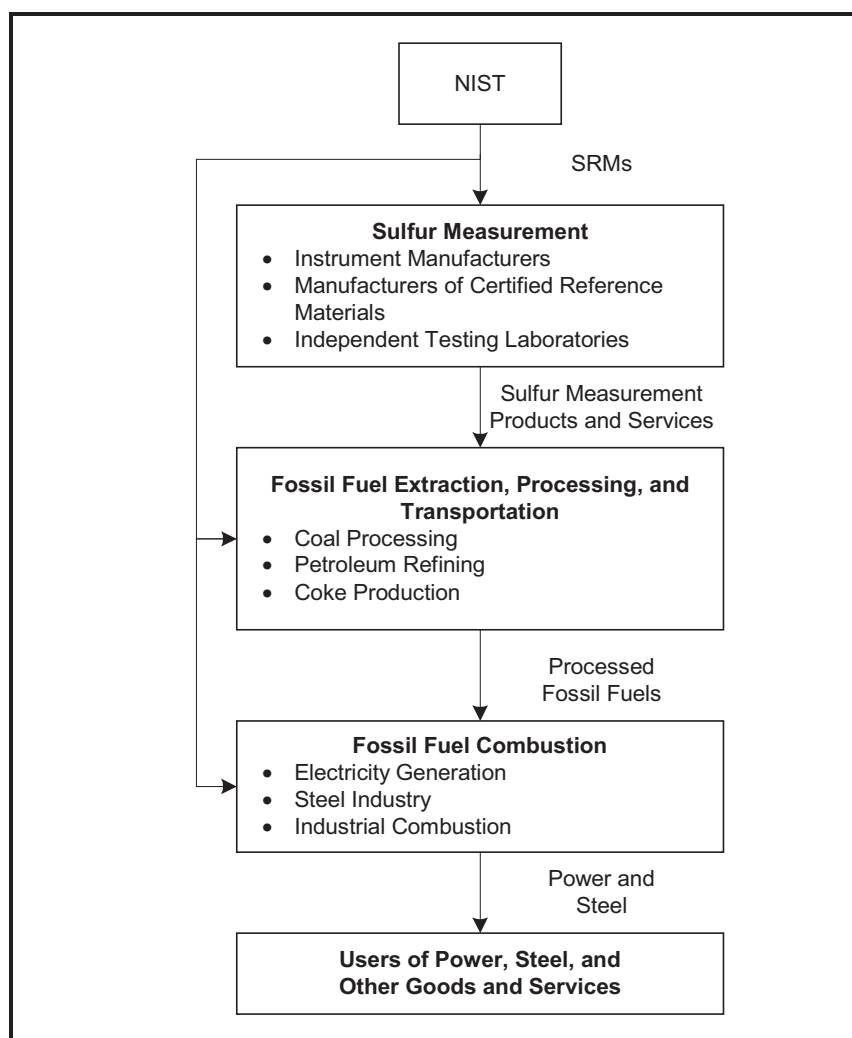 NIST
SRMs
Sulfur Measurement
• Instrument Manufacturers
• Manufacturers of Certified Reference
Materials
• Independent Testing Laboratories
Sulfur Measurement
Products and Services
Fossil Fuel Extraction, Processing, and
Transportation
• Coal Processing
• Petroleum Refining
• Coke Production
Processed
Fossil Fuels
Fossil Fuel Combustion
• Electricity Generation
• Steel Industry
• Industrial Combustion
Power and
Steel
Users of Power, Steel, and
Other Goods and Services